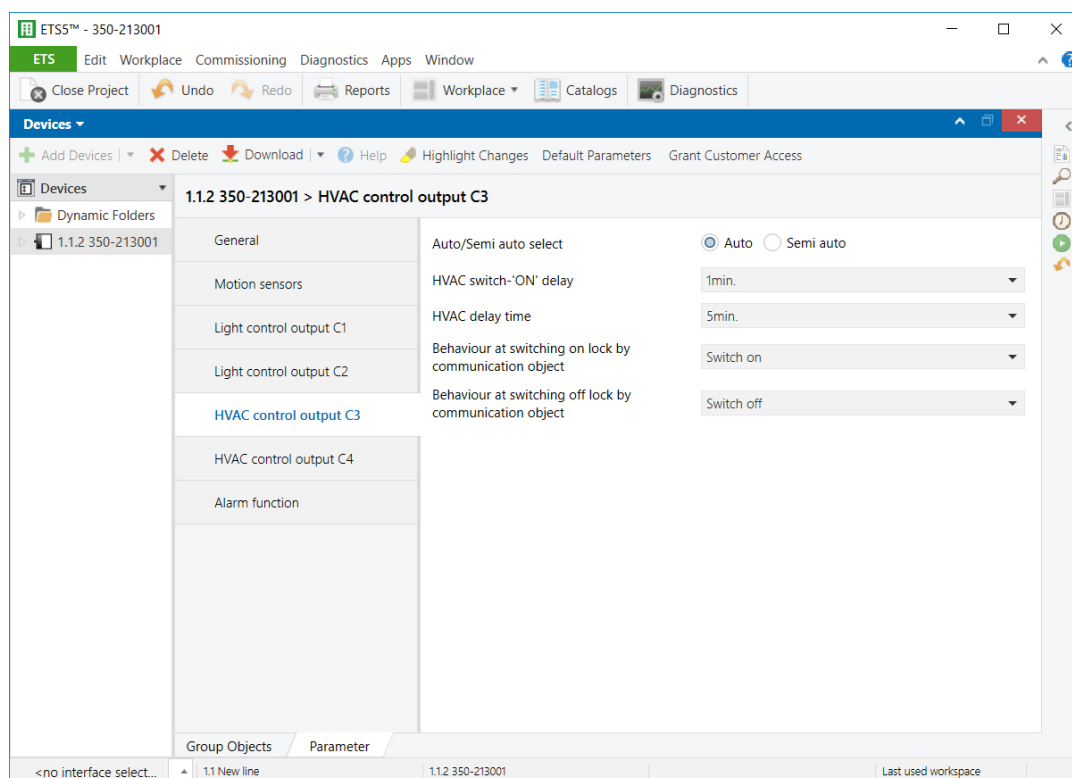 ETS5™ - 350-213001
ETS Edit Workplace Commissioning Diagnostics Apps Window
Close Project Undo Redo Reports Workplace Catalogs Diagnostics
Devices
Add Devices Delete Download Help Highlight Changes Default Parameters Grant Customer Access
Devices
Dynamic Folders
1.1.2 350-213001
1.1.2 350-213001 > HVAC control output C3
General
Motion sensors
Light control output C1
Light control output C2
HVAC control output C3
HVAC control output C4
Alarm function
Auto/Semi auto select Auto Semi auto
HVAC switch-'ON' delay 1min.
HVAC delay time 5min.
Behaviour at switching on lock by
communication object
Switch on
Behaviour at switching off lock by
communication object
Switch off
Group Objects Parameter
<no interface select... 1.1 New line 1.1.2 350-213001 Last used workspace